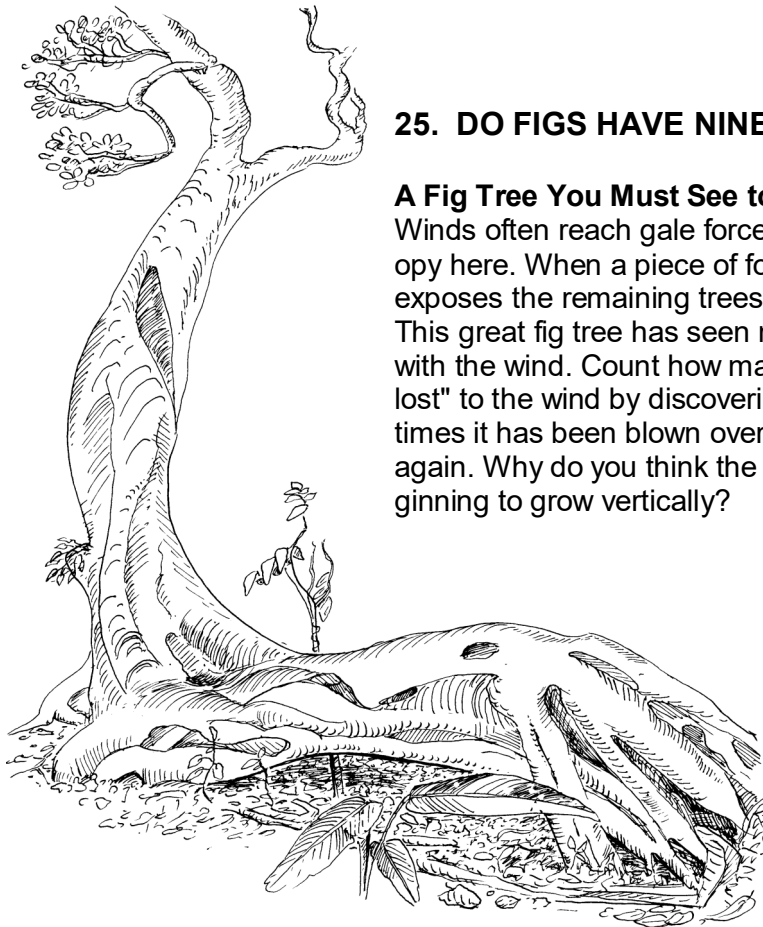 25. DO FIGS HAVE NINE
A Fig Tree You Must See to
Winds often reach gale force
opy here. When a piece of fo
exposes the remaining trees
This great fig tree has seen
with the wind. Count how ma
lost" to the wind by discoveri
times it has been blown over
again. Why do you think the
ginning to grow vertically?